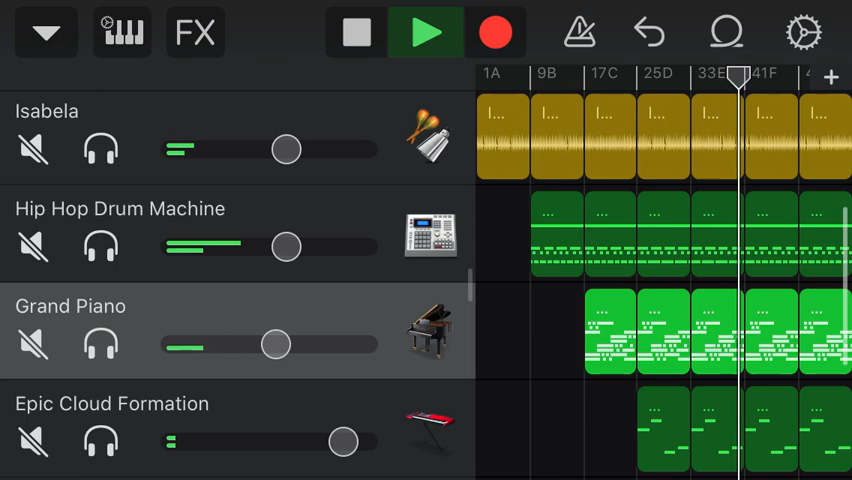 FX
1A 9B 17C 25D 33E 41F
Isabela
I... I... I... I... I... I... I...
Hip Hop Drum Machine
... ... ... ... ... ...
Grand Piano
... ... ... ... ...
Epic Cloud Formation
... ... ... ...